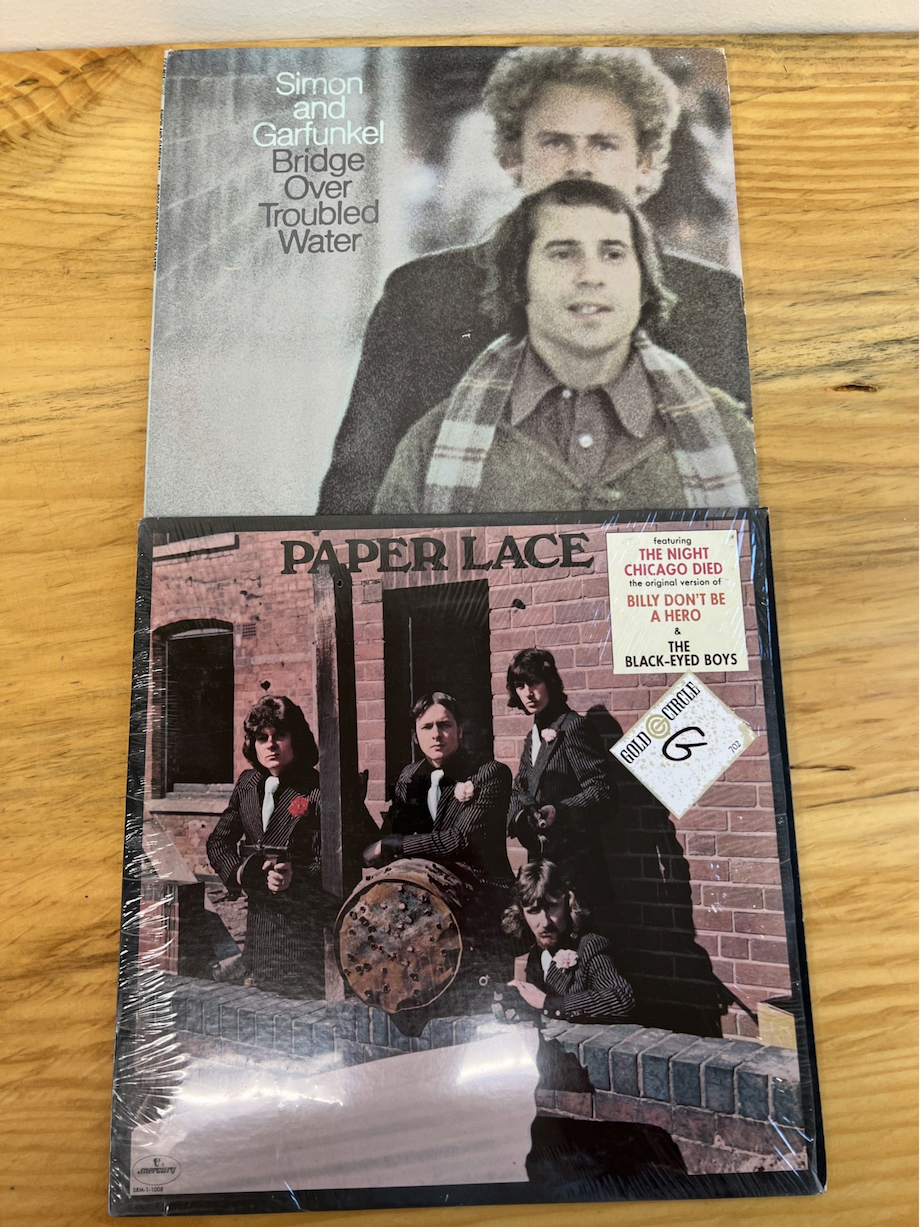 Simon
and
Garfunkel
Bridge
Over
Troubled
Water
PAPER LACE
featuring
THE NIGHT
CHICAGO DIED
the original version of
BILLY DON'T BE
A HERO
&
THE
BLACK-EYED BOYS
GOLD G CIRCLE
G
702
mercury
SRM-1-1008